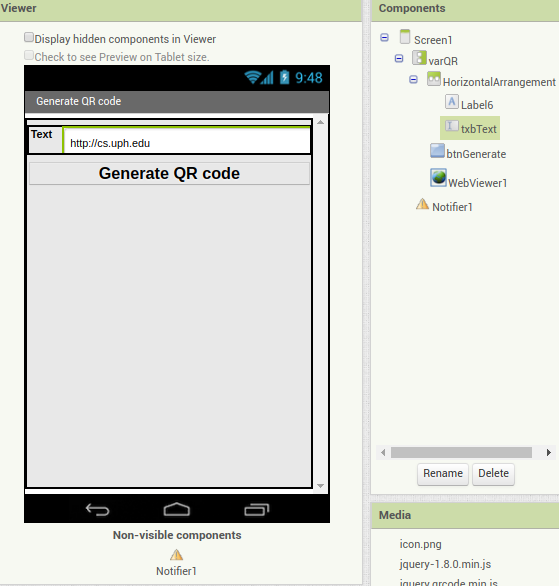 Viewer
Display hidden components in Viewer
Check to see Preview on Tablet size.
9:48
Generate QR code
Text
http://cs.uph.edu
Generate QR code
Non-visible components
Notifier1
Components
Screen1
varQR
HorizontalArrangement
A Label6
txbText
btnGenerate
WebViewer1
Notifier1
Rename Delete
Media
icon.png
jquery-1.8.0.min.js
jquery.qrcode.min.js